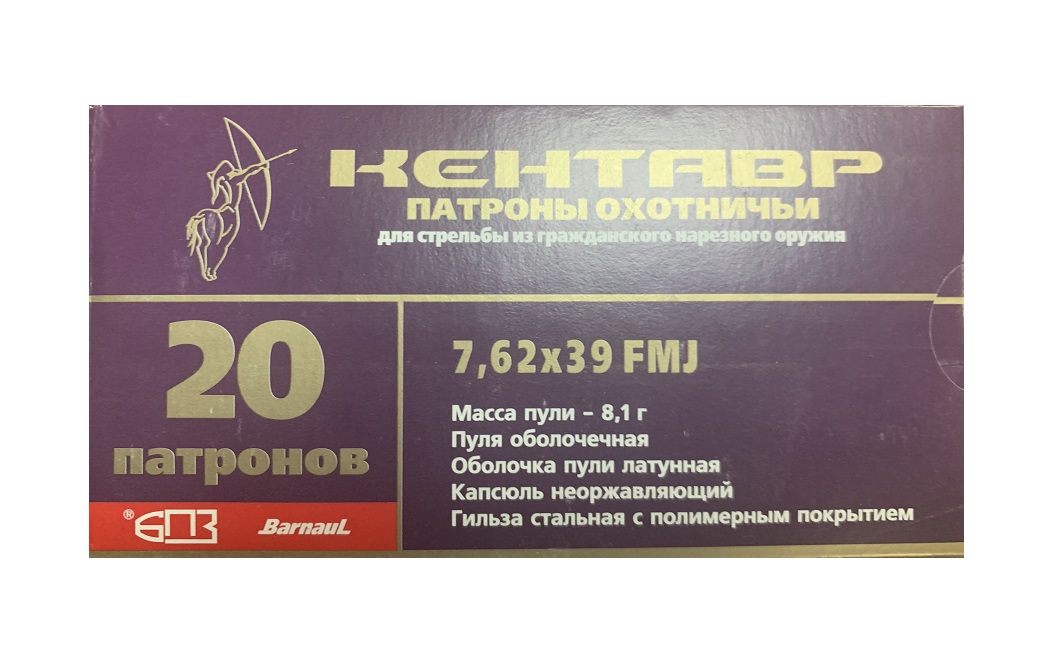 КЕНТАВР
ПАТРОНЫ ОХОТНИЧЬИ
для стрельбы из гражданского нарезного оружия
20
патронов
® БПЗ Barnaul
7,62х39 FMJ
Масса пули – 8,1 г
Пуля оболочечная
Оболочка пули латунная
Капсюль неоржавляющий
Гильза стальная с полимерным покрытием